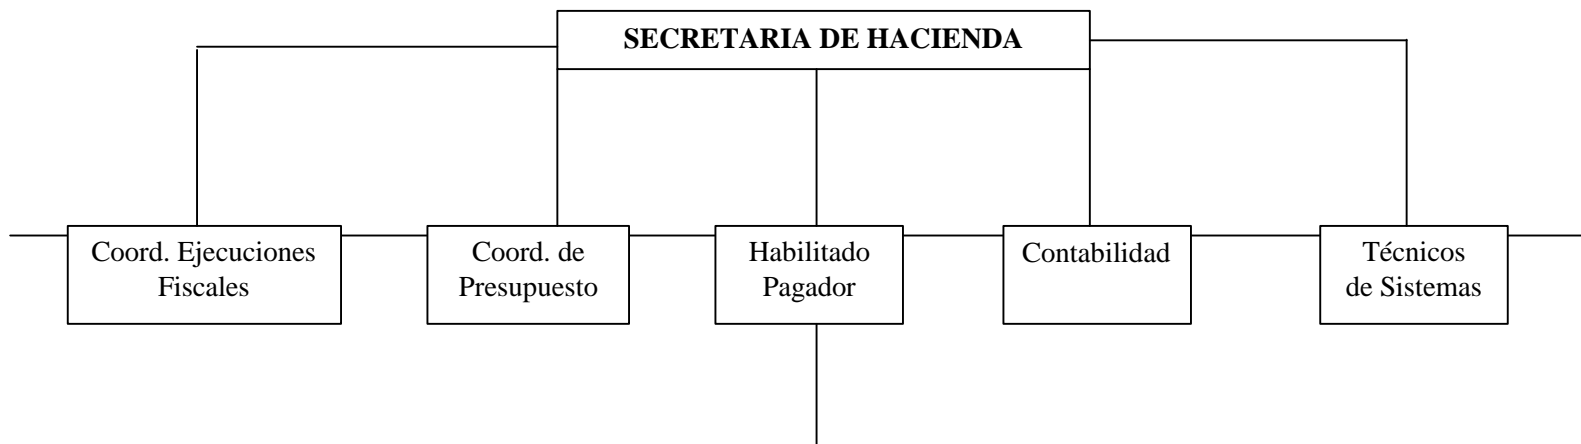 SECRETARIA DE HACIENDA
Coord. Ejecuciones
Fiscales
Coord. de
Presupuesto
Habilitado
Pagador
Contabilidad
Técnicos
de Sistemas